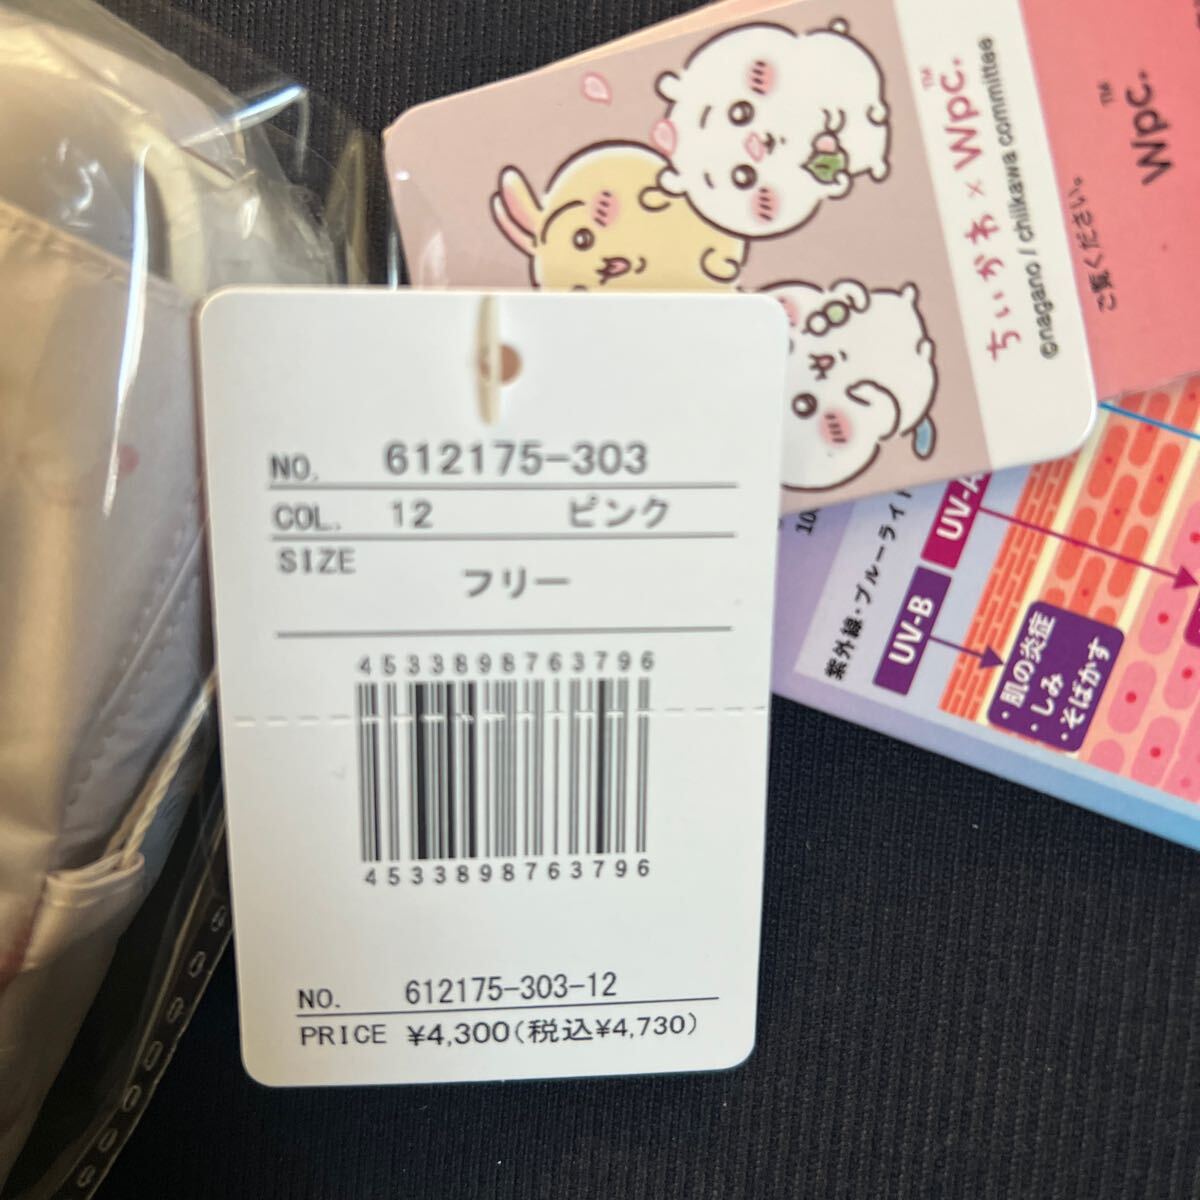 NO. 612175-303
COL. 12 ピンク
SIZE
フリー
4533898763796
4533898763796
NO. 612175-303-12
PRICE ¥4,300(税込¥4,730)
ちいかわ × Wpc.™
©nagano / chiikawa committee
ご覧ください。
Wpc.™
紫外線・ブルーライト
UV-A
UV-B
・肌の炎症
・しみ
・そばかす